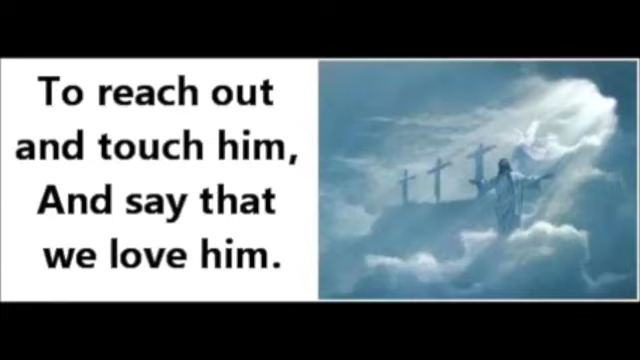 To reach out
and touch him,
And say that
we love him.